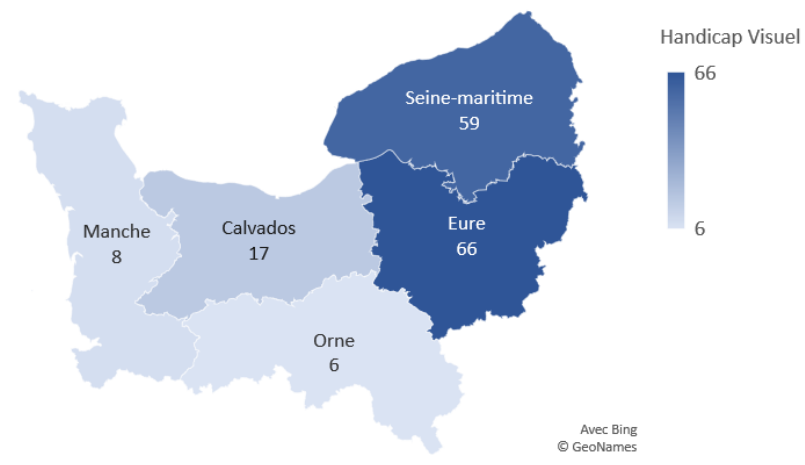 Handicap Visuel
66
6
Seine-maritime
59
Eure
66
Calvados
17
Manche
8
Orne
6
Avec Bing
© GeoNames